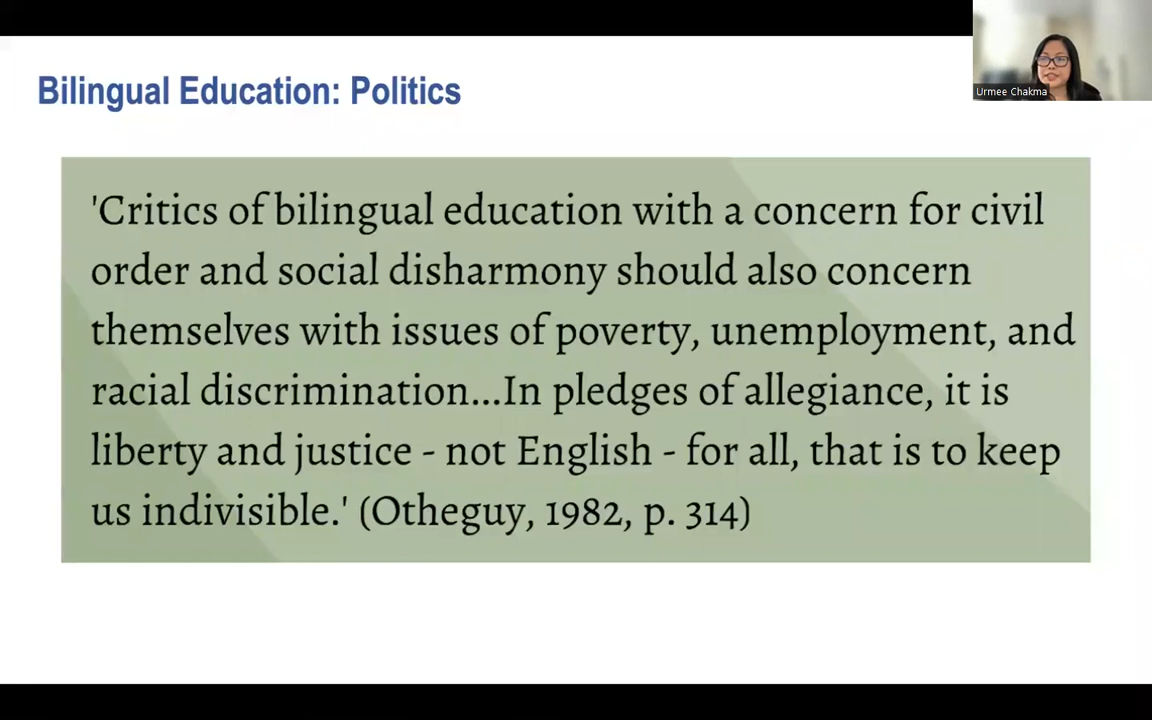 Bilingual Education: Politics
Urmee Chakma
'Critics of bilingual education with a concern for civil
order and social disharmony should also concern
themselves with issues of poverty, unemployment, and
racial discrimination...In pledges of allegiance, it is
liberty and justice - not English - for all, that is to keep
us indivisible.' (Otheguy, 1982, p. 314)